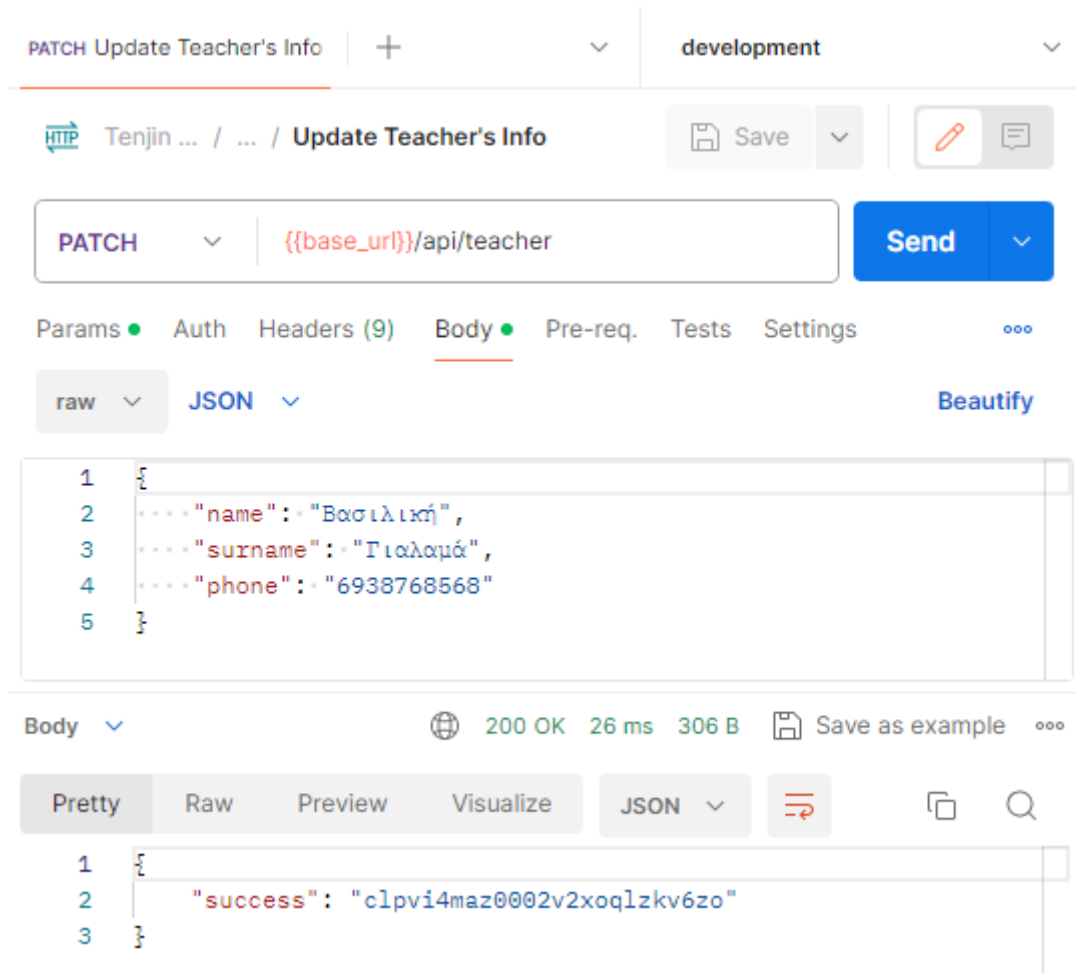 PATCH Update Teacher's Info + development
HTTP Tenjin ... / ... / Update Teacher's Info Save
PATCH {{base_url}}/api/teacher Send
Params Auth Headers (9) Body Pre-req. Tests Settings
raw JSON Beautify
1 {
2 "name": "Βασιλική",
3 "surname": "Γιαλαμά",
4 "phone": "6938768568"
5 }
Body 200 OK 26 ms 306 B Save as example
Pretty Raw Preview Visualize JSON
1 {
2 "success": "clpvi4maz0002v2xoqlzkv6zo"
3 }